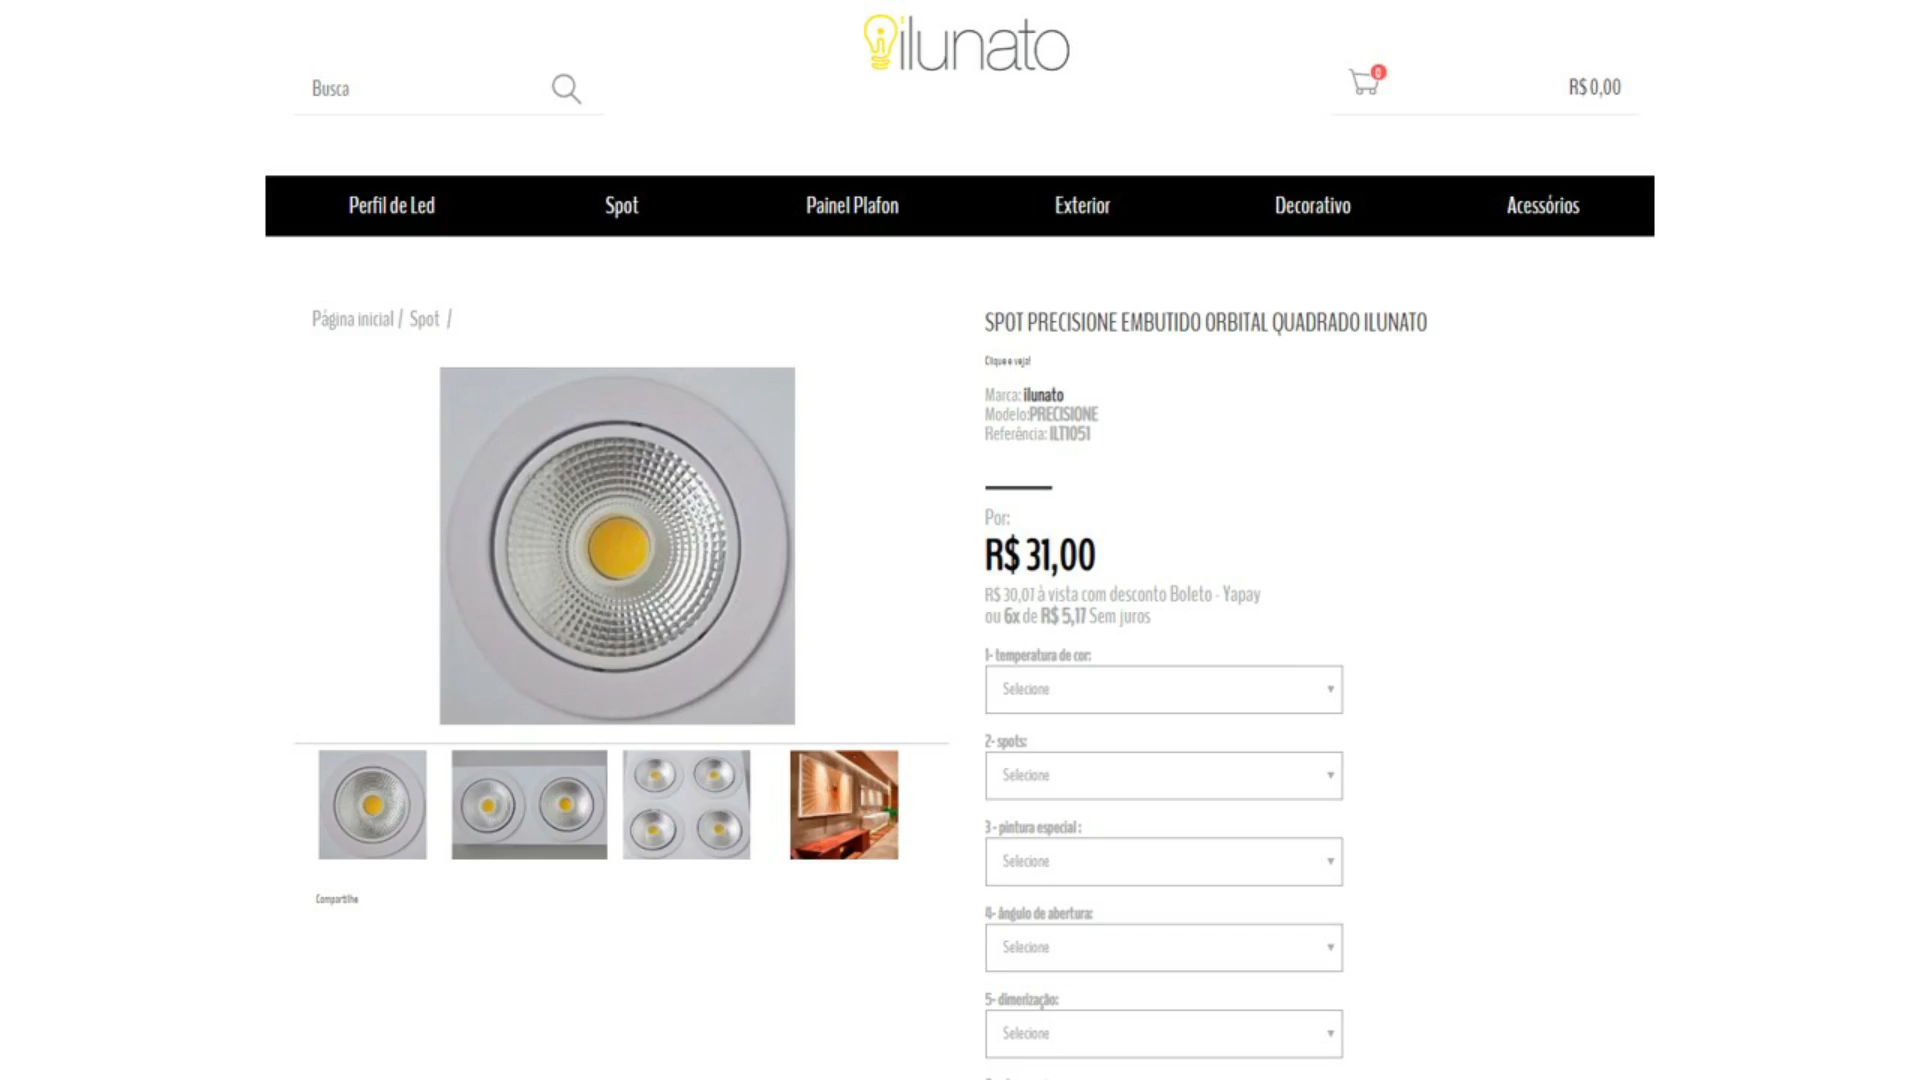 ilunato
Busca
0
R$ 0,00
Perfil de Led
Spot
Painel Plafon
Exterior
Decorativo
Acessórios
Página inicial / Spot /
SPOT PRECISIONE EMBUTIDO ORBITAL QUADRADO ILUNATO
Clique e veja!
Marca: ilunato
Modelo:PRECISIONE
Referência: ILT1051
Por:
R$ 31,00
R$ 30,07 à vista com desconto Boleto - Yapay
ou 6x de R$ 5,17 Sem juros
1- temperatura de cor:
Selecione
2- spots:
Selecione
3 - pintura especial :
Selecione
4- ângulo de abertura:
Selecione
5- dimerização:
Selecione
Compartilhe